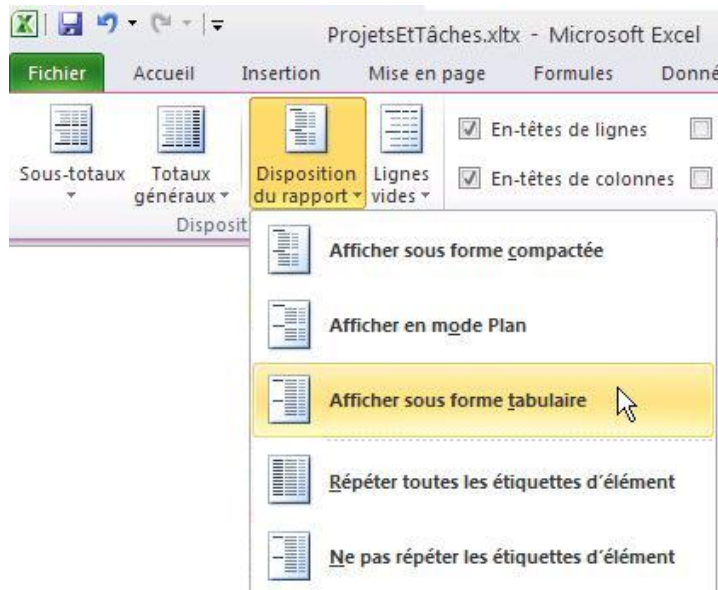 ProjetsEtTâches.xltx - Microsoft Excel
Fichier Accueil Insertion Mise en page Formules Donné
Sous-totaux Totaux généraux Disposition du rapport Lignes vides
En-têtes de lignes
En-têtes de colonnes
Disposit
Afficher sous forme compactée
Afficher en mode Plan
Afficher sous forme tabulaire
Répéter toutes les étiquettes d'élément
Ne pas répéter les étiquettes d'élément